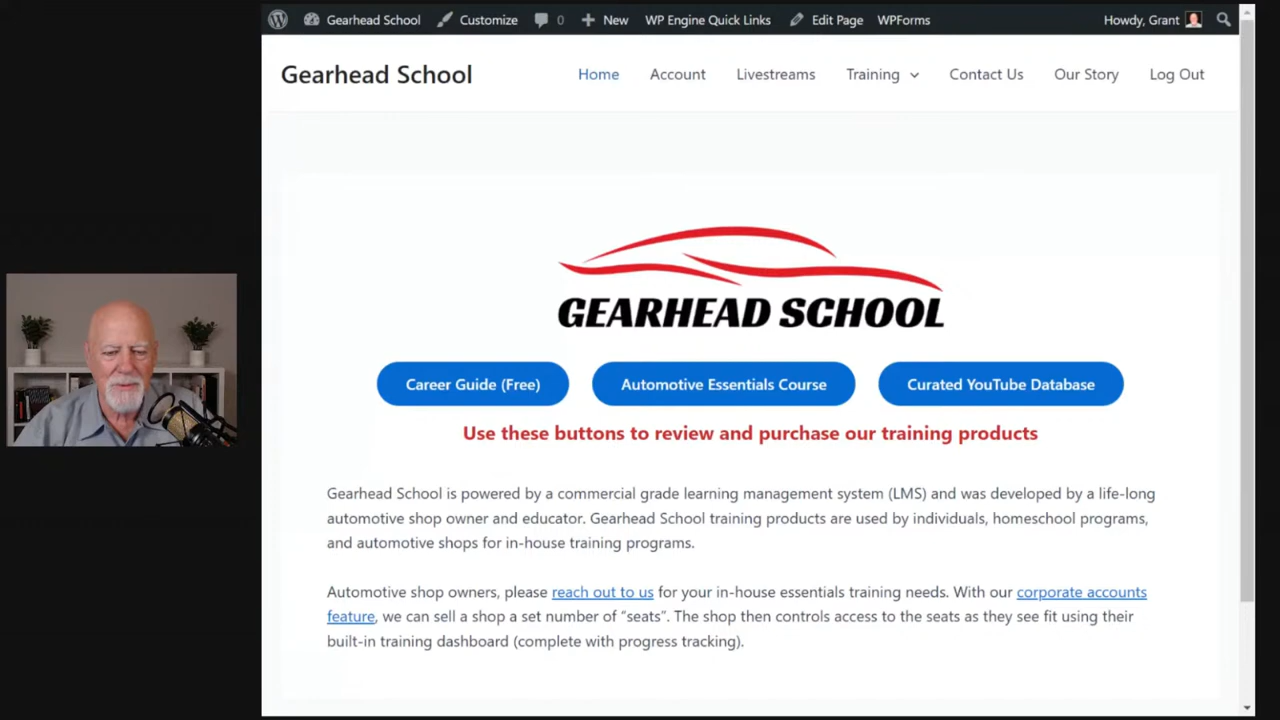 Gearhead School Customize 0 New WP Engine Quick Links Edit Page WPForms Howdy, Grant
Gearhead School Home Account Livestreams Training Contact Us Our Story Log Out
GEARHEAD SCHOOL
Career Guide (Free) Automotive Essentials Course Curated YouTube Database
Use these buttons to review and purchase our training products
Gearhead School is powered by a commercial grade learning management system (LMS) and was developed by a life-long
automotive shop owner and educator. Gearhead School training products are used by individuals, homeschool programs,
and automotive shops for in-house training programs.
Automotive shop owners, please reach out to us for your in-house essentials training needs. With our corporate accounts
feature, we can sell a shop a set number of “seats”. The shop then controls access to the seats as they see fit using their
built-in training dashboard (complete with progress tracking).